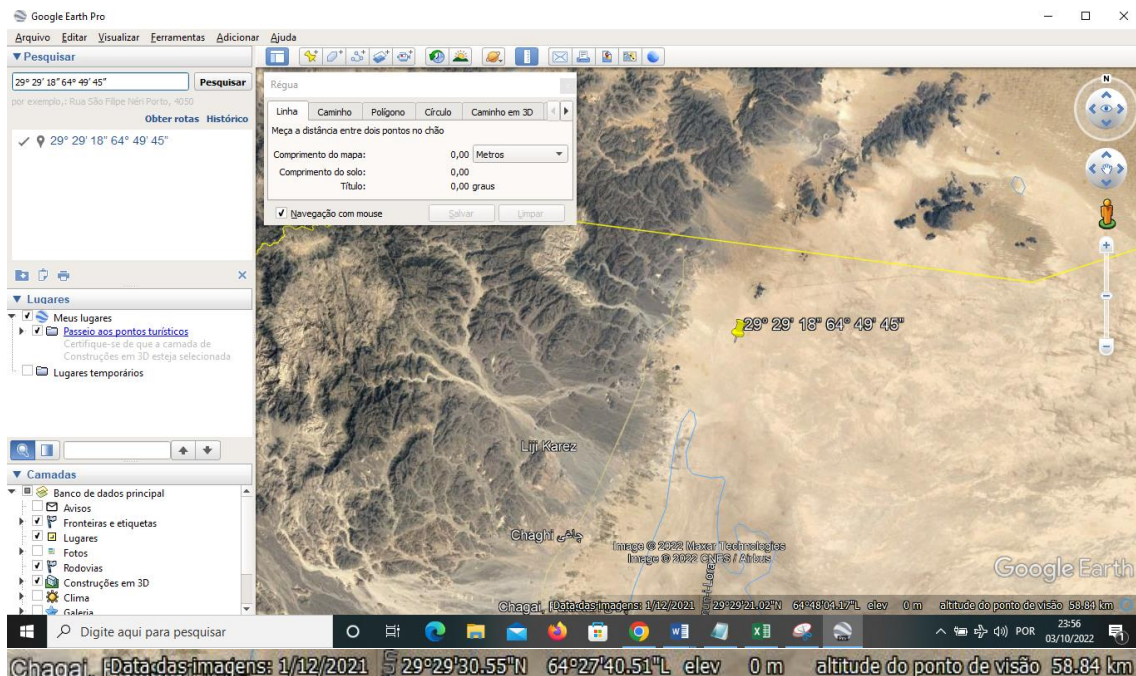 Google Earth Pro
Arquivo Editar Visualizar Ferramentas Adicionar Ajuda
▼ Pesquisar
29° 29' 18" 64° 49' 45"
Pesquisar
por exemplo,: Rua São Filipe Néri Porto, 4050
Obter rotas Histórico
29° 29' 18" 64° 49' 45"
▼ Lugares
Meus lugares
Passeio aos pontos turísticos
Certifique-se de que a camada de
Construções em 3D esteja selecionada
Lugares temporários
▼ Camadas
Banco de dados principal
Avisos
Fronteiras e etiquetas
Lugares
Fotos
Rodovias
Construções em 3D
Clima
Galeria
Régua
Linha Caminho Polígono Círculo Caminho em 3D
Meça a distância entre dois pontos no chão
Comprimento do mapa: 0,00 Metros
Comprimento do solo: 0,00
Título: 0,00 graus
Navegação com mouse Salvar Limpar
N
29° 29' 18" 64° 49' 45"
Liji Karez
Chaghi چاغی
Image © 2022 Maxar Technologies
Image © 2022 CNES / Airbus
Google Earth
Chagai, Data das imagens: 1/12/2021 29°29'21.02"N 64°48'04.17"L elev 0 m altitude do ponto de visão 58.84 km
Digite aqui para pesquisar
POR
23:56
03/10/2022
Chagai, Data das imagens: 1/12/2021 29°29'30.55"N 64°27'40.51"L elev 0 m altitude do ponto de visão 58.84 km